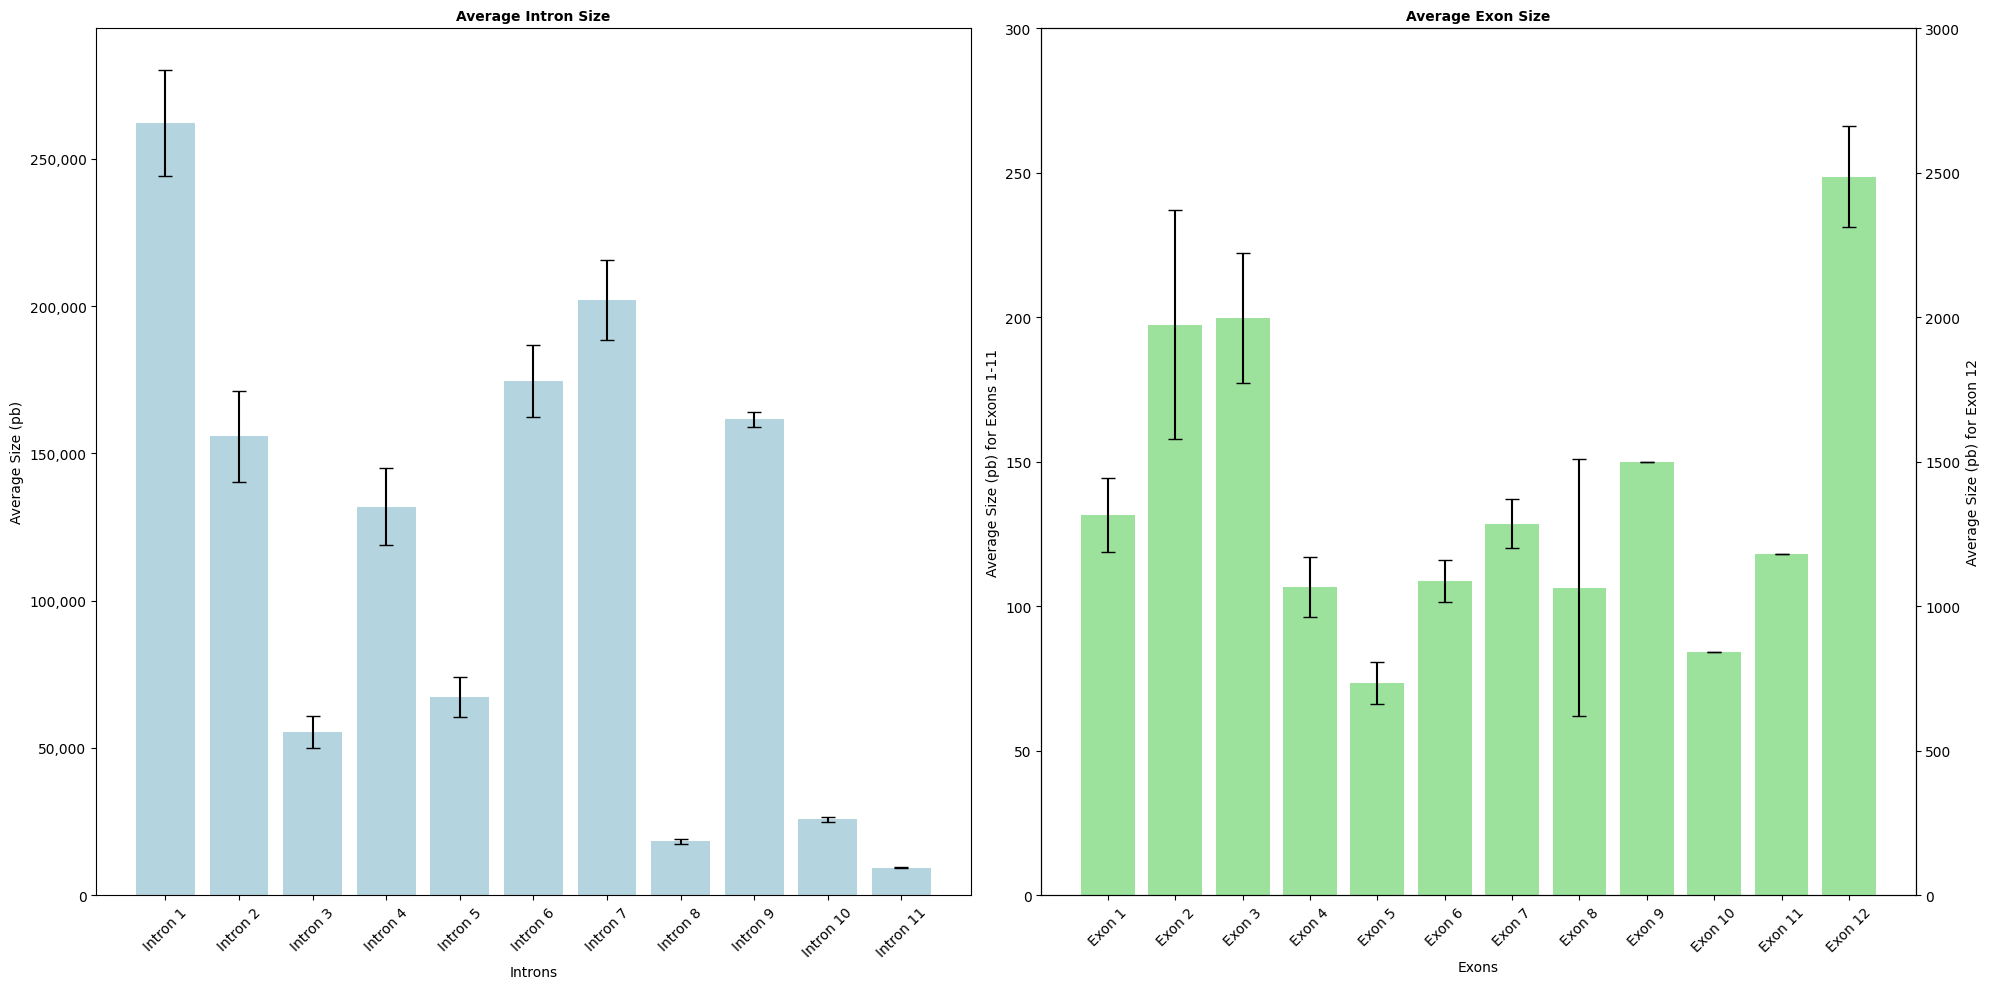 Average Intron Size
Average Size (pb)
250,000
200,000
150,000
100,000
50,000
0
Intron 1
Intron 2
Intron 3
Intron 4
Intron 5
Intron 6
Intron 7
Intron 8
Intron 9
Intron 10
Intron 11
Introns
Average Exon Size
Average Size (pb) for Exons 1-11
300
250
200
150
100
50
0
Exon 1
Exon 2
Exon 3
Exon 4
Exon 5
Exon 6
Exon 7
Exon 8
Exon 9
Exon 10
Exon 11
Exon 12
Exons
3000
2500
2000
1500
1000
500
0
Average Size (pb) for Exon 12